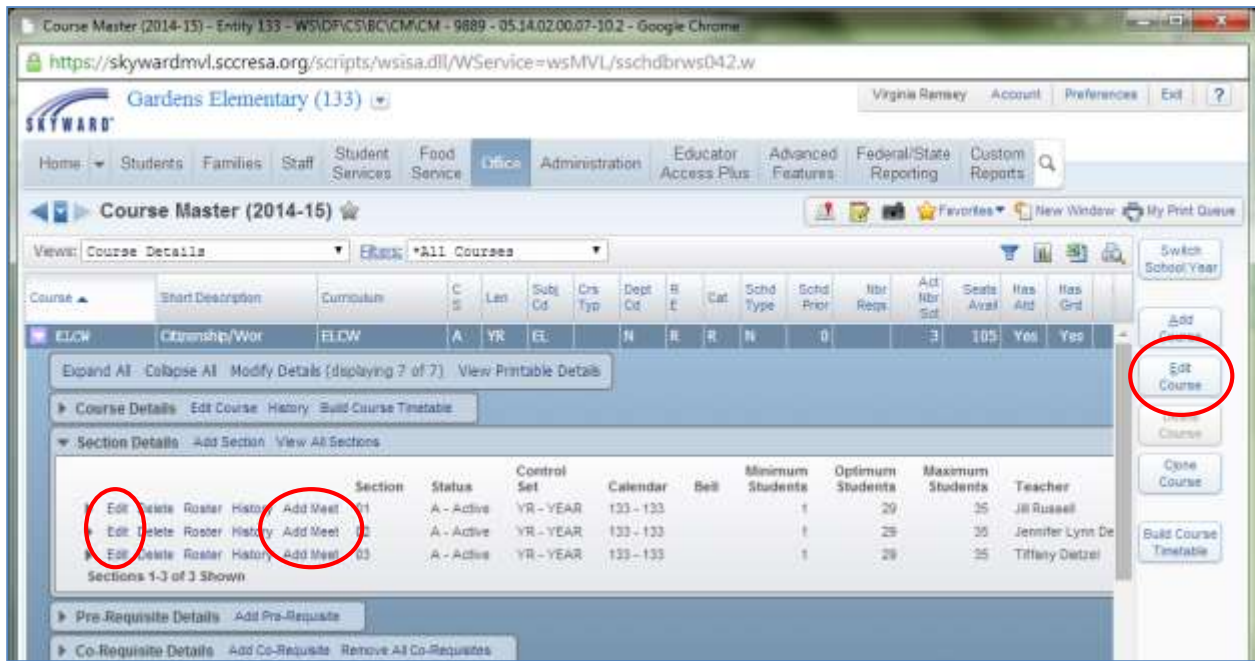 Course Master (2014-15) - Entity 133 - WS\OF\CS\BC\CM\CM - 9889 - 05.14.02.00.07-10.2 - Google Chrome
https://skywardmvl.sccresa.org/scripts/wsisa.dll/WService=wsMVL/sschdbrws042.w
SKYWARD
Gardens Elementary (133)
Virginia Ramsey Account Preferences Exit ?
Home Students Families Staff Student Services Food Service Office Administration Educator Access Plus Advanced Features Federal/State Reporting Custom Reports
Course Master (2014-15) Favorites New Window My Print Queue
Views: Course Details Filters: *All Courses
Switch School Year
Course Short Description Curriculum C S Len Subj Cd Crs Typ Dept Cd R E Cat Schd Type Schd Prior Nbr Reqs Act Nbr Sct Seats Avail Has Atd Has Grd
Add Course
ELCW Citizenship/Wor ELCW A YR EL N R R N 0 3 105 Yes Yes
Expand All Collapse All Modify Details (displaying 7 of 7) View Printable Details
Edit Course
Course Details Edit Course History Build Course Timetable
Delete Course
Section Details Add Section View All Sections
Clone Course
Section Status Control Set Calendar Bell Minimum Students Optimum Students Maximum Students Teacher
Edit Delete Roster History Add Meet 01 A - Active YR - YEAR 133 - 133 1 29 35 Jill Russell
Edit Delete Roster History Add Meet 02 A - Active YR - YEAR 133 - 133 1 29 35 Jennifer Lynn De
Build Course Timetable
Edit Delete Roster History Add Meet 03 A - Active YR - YEAR 133 - 133 1 29 35 Tiffany Dietzel
Sections 1-3 of 3 Shown
Pre-Requisite Details Add Pre-Requisite
Co-Requisite Details Add Co-Requisite Remove All Co-Requisites